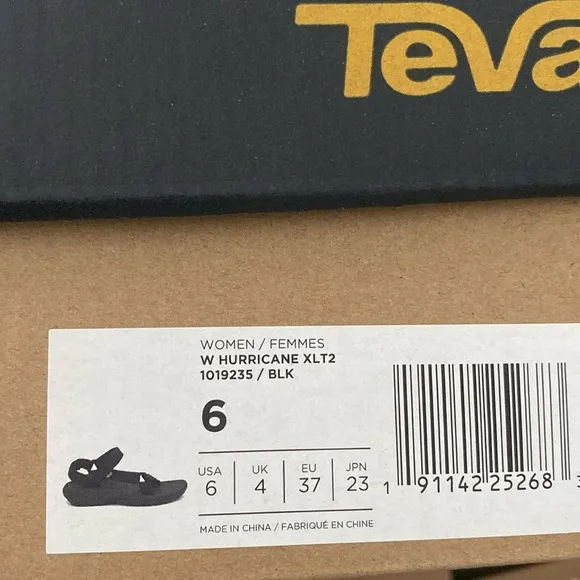 Teva
WOMEN / FEMMES
W HURRICANE XLT2
1019235 / BLK
6
USA UK EU JPN
6 4 37 23
MADE IN CHINA / FABRIQUÉ EN CHINE
1 91142 25268 3